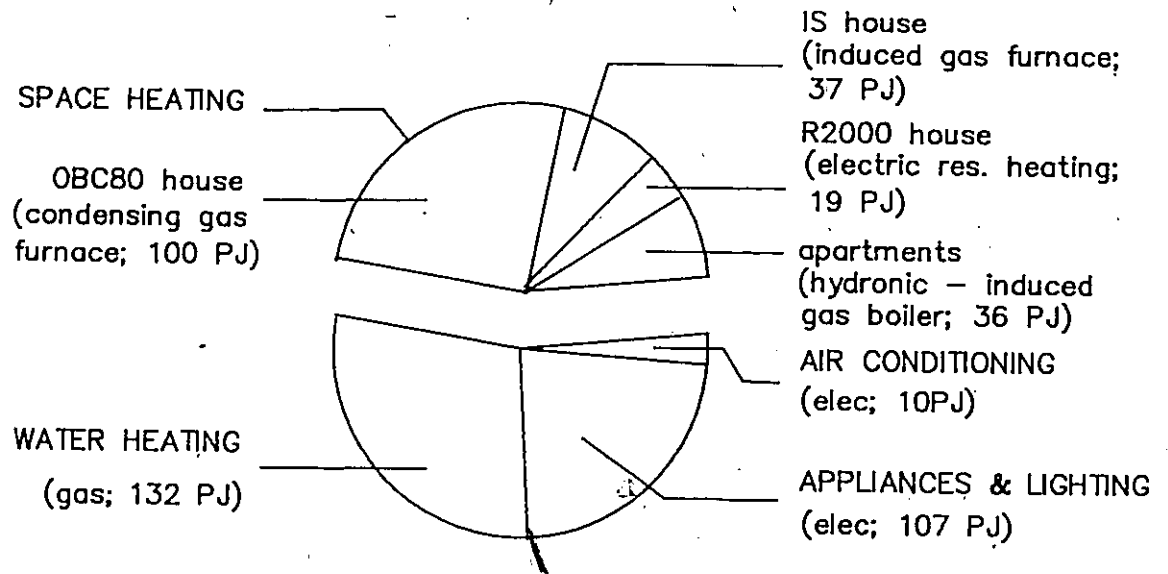 SPACE HEATING
OBC80 house
(condensing gas
furnace; 100 PJ)
IS house
(induced gas furnace;
37 PJ)
R2000 house
(electric res. heating;
19 PJ)
apartments
(hydronic – induced
gas boiler; 36 PJ)
AIR CONDITIONING
(elec; 10PJ)
WATER HEATING
(gas; 132 PJ)
APPLIANCES & LIGHTING
(elec; 107 PJ)